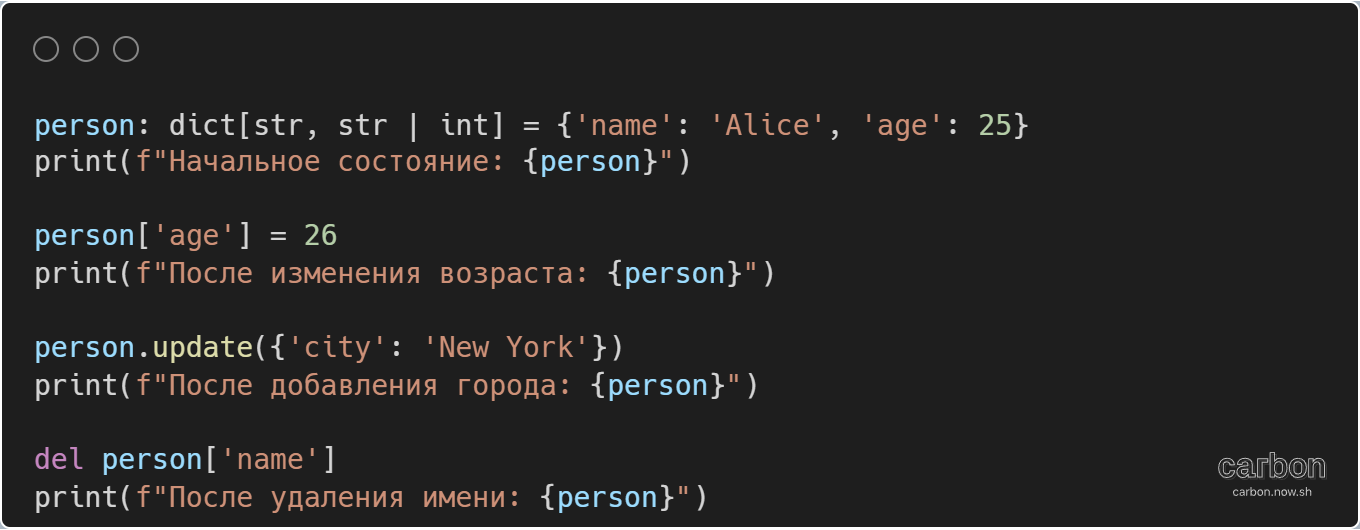 person: dict[str, str | int] = {'name': 'Alice', 'age': 25}
print(f"Начальное состояние: {person}")
person['age'] = 26
print(f"После изменения возраста: {person}")
person.update({'city': 'New York'})
print(f"После добавления города: {person}")
del person['name']
print(f"После удаления имени: {person}")
carbon
carbon.now.sh